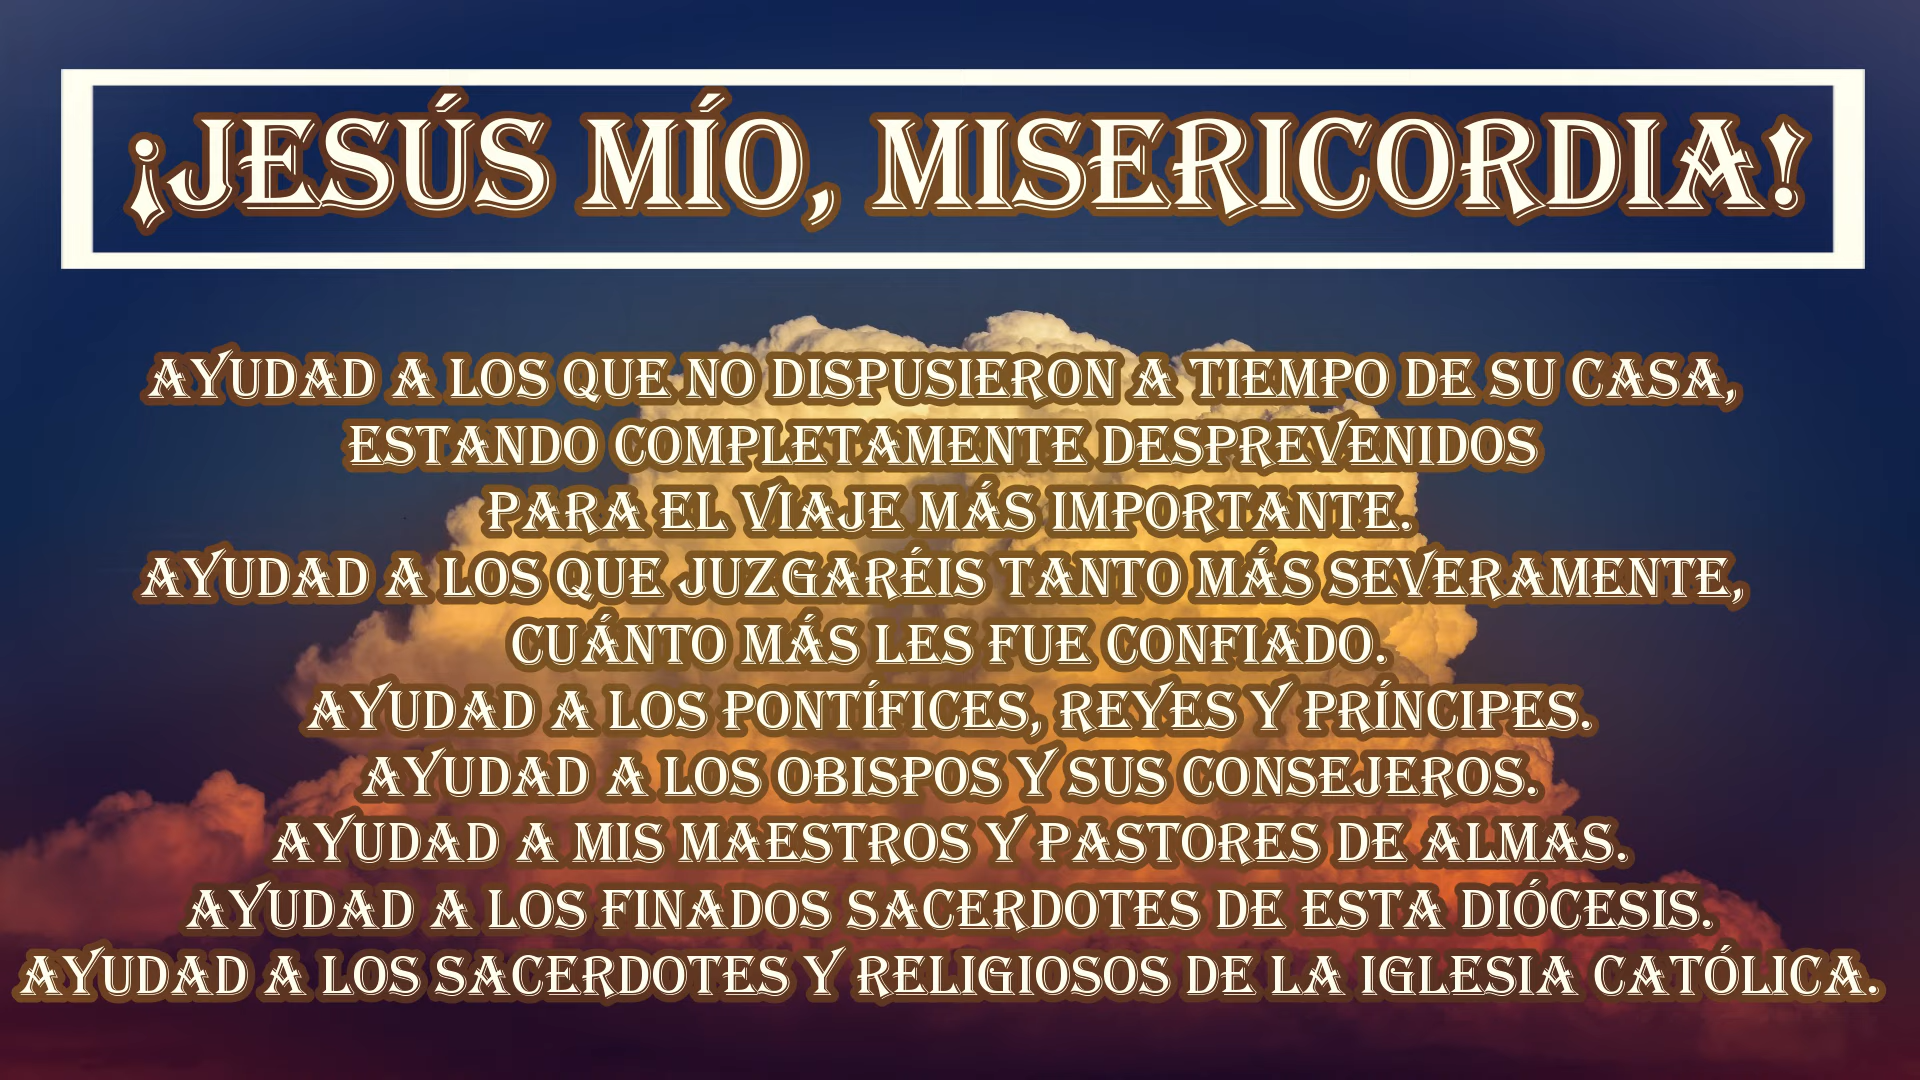 ¡JESÚS MÍO, MISERICORDIA!
AYUDAD A LOS QUE NO DISPUSIERON A TIEMPO DE SU CASA,
ESTANDO COMPLETAMENTE DESPREVENIDOS
PARA EL VIAJE MÁS IMPORTANTE.
AYUDAD A LOS QUE JUZGARÉIS TANTO MÁS SEVERAMENTE,
CUÁNTO MÁS LES FUE CONFIADO.
AYUDAD A LOS PONTÍFICES, REYES Y PRÍNCIPES.
AYUDAD A LOS OBISPOS Y SUS CONSEJEROS.
AYUDAD A MIS MAESTROS Y PASTORES DE ALMAS.
AYUDAD A LOS FINADOS SACERDOTES DE ESTA DIÓCESIS.
AYUDAD A LOS SACERDOTES Y RELIGIOSOS DE LA IGLESIA CATÓLICA.